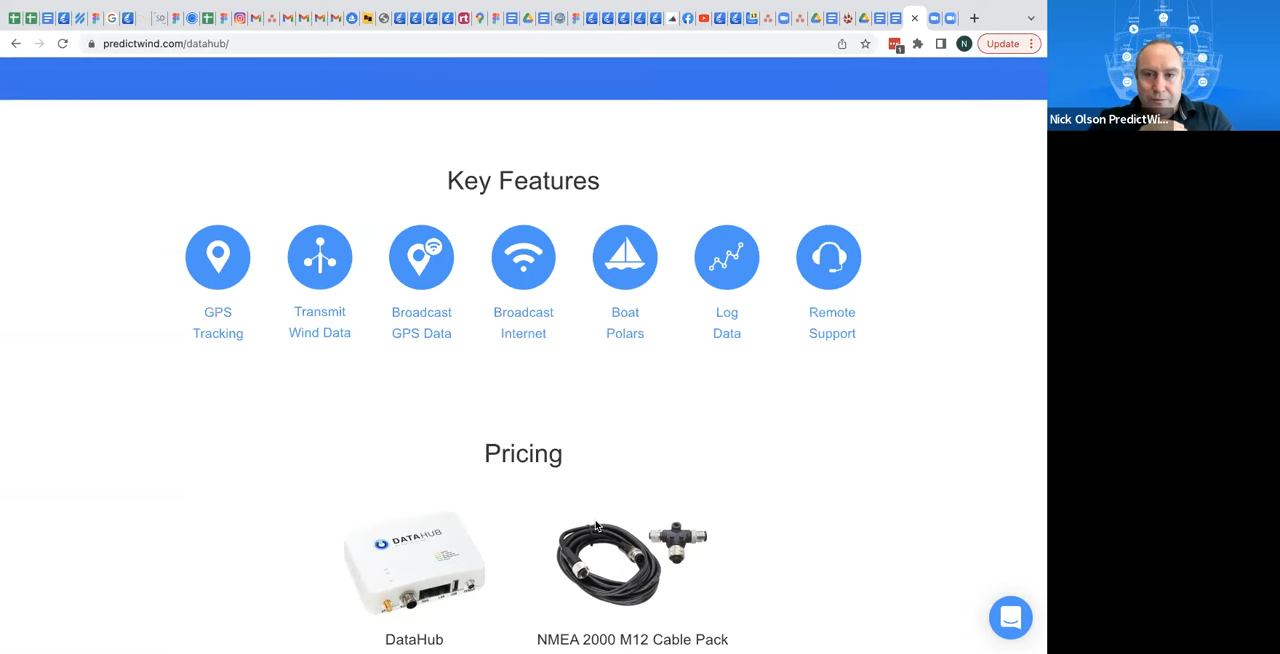 predictwind.com/datahub/
1
N
Update
Nick Olson PredictWi...
Key Features
GPS
Tracking
Transmit
Wind Data
Broadcast
GPS Data
Broadcast
Internet
Boat
Polars
Log
Data
Remote
Support
Pricing
DATAHUB
DataHub
NMEA 2000 M12 Cable Pack